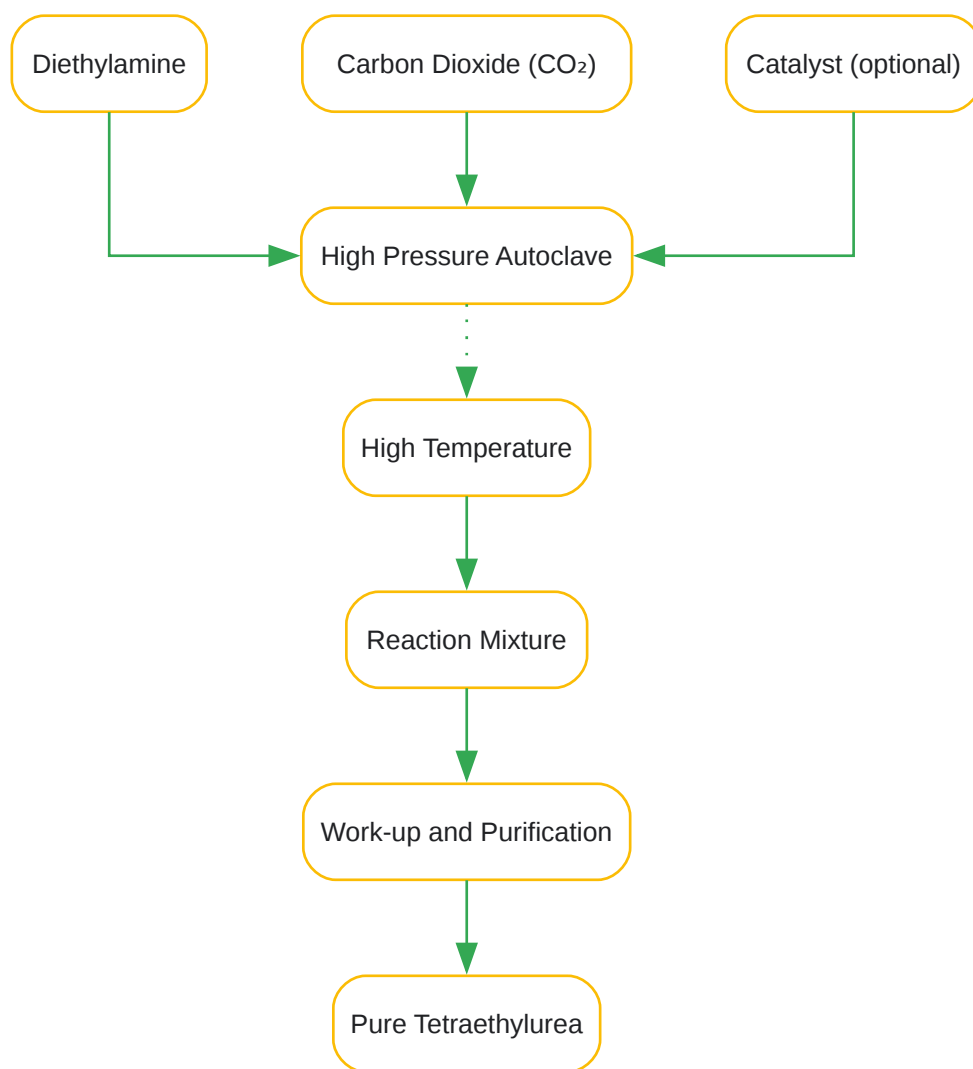 Diethylamine
Carbon Dioxide (CO₂)
Catalyst (optional)
High Pressure Autoclave
High Temperature
Reaction Mixture
Work-up and Purification
Pure Tetraethylurea